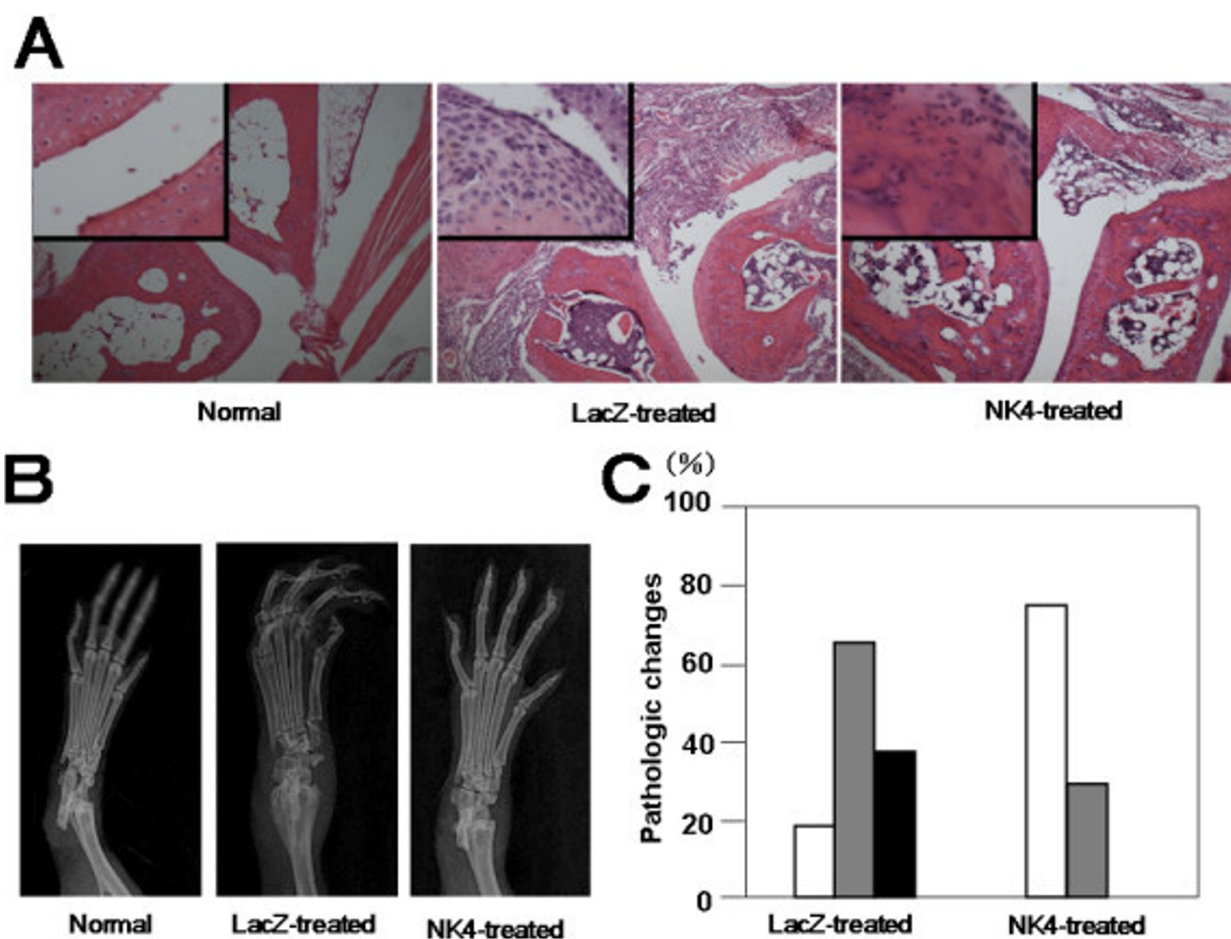 A
Normal
LacZ-treated
NK4-treated
B
Normal
LacZ-treated
NK4-treated
C
(%)
100
80
60
40
20
0
Pathologic changes
LacZ-treated
NK4-treated